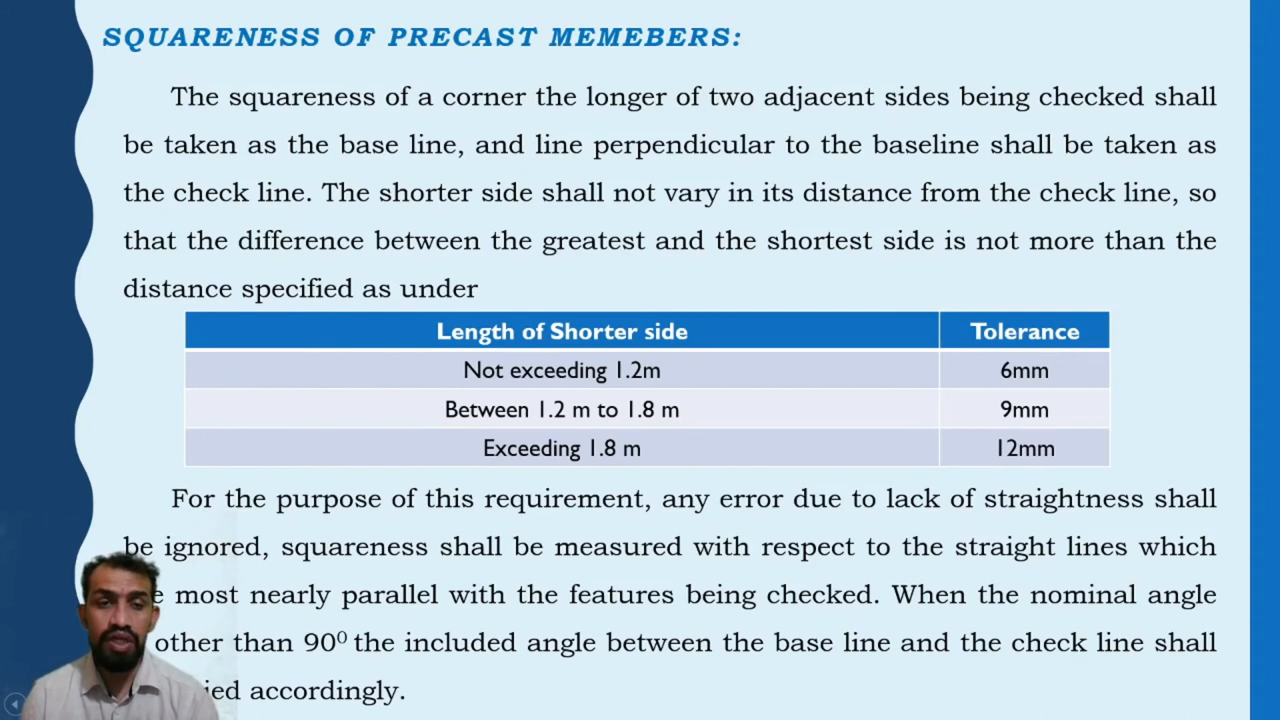 SQUARENESS OF PRECAST MEMEBERS:
The squareness of a corner the longer of two adjacent sides being checked shall
be taken as the base line, and line perpendicular to the baseline shall be taken as
the check line. The shorter side shall not vary in its distance from the check line, so
that the difference between the greatest and the shortest side is not more than the
distance specified as under
Length of Shorter side Tolerance
Not exceeding 1.2m 6mm
Between 1.2 m to 1.8 m 9mm
Exceeding 1.8 m 12mm
For the purpose of this requirement, any error due to lack of straightness shall
be ignored, squareness shall be measured with respect to the straight lines which
most nearly parallel with the features being checked. When the nominal angle
other than 90⁰ the included angle between the base line and the check line shall
accordingly.